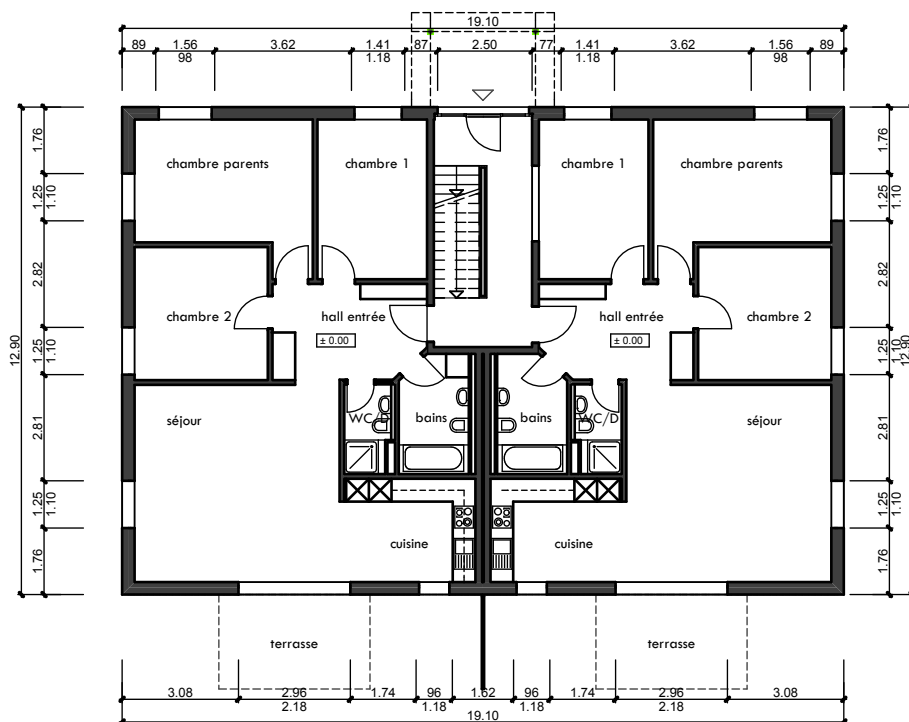 19.10
89 1.56 3.62 1.41 87 2.50 77 1.41 3.62 1.56 89
98 1.18 1.18 98
1.76 1.76
chambre parents chambre 1 chambre 1 chambre parents
1.25 1.10 1.25 1.10
2.82 2.82
chambre 2 hall entrée hall entrée chambre 2
± 0.00 ± 0.00
12.90 1.25 1.10 1.25 1.10 12.90
séjour WC/D bains bains WC/D séjour
2.81 2.81
1.25 1.10 1.25 1.10
cuisine cuisine
1.76 1.76
terrasse terrasse
3.08 2.96 1.74 96 1.62 96 1.74 2.96 3.08
2.18 1.18 1.18 2.18
19.10